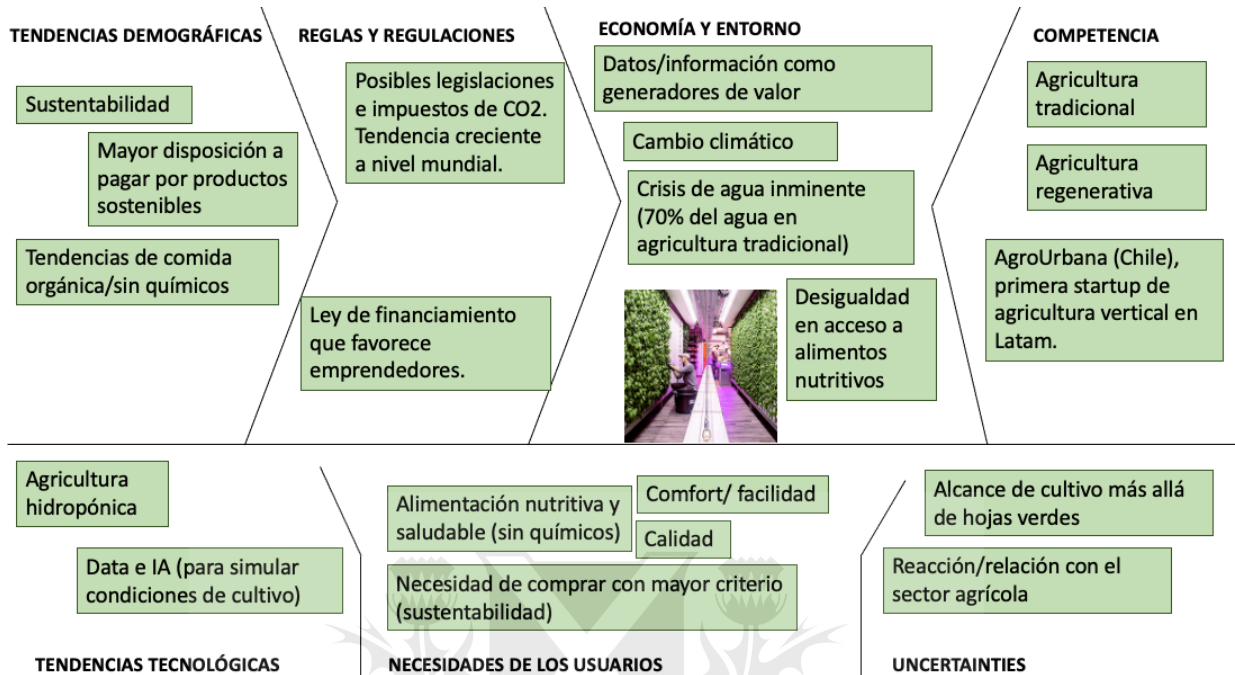 TENDENCIAS DEMOGRÁFICAS
Sustentabilidad
Mayor disposición a
pagar por productos
sostenibles
Tendencias de comida
orgánica/sin químicos
REGLAS Y REGULACIONES
Posibles legislaciones
e impuestos de CO2.
Tendencia creciente
a nivel mundial.
Ley de financiamiento
que favorece
emprendedores.
ECONOMÍA Y ENTORNO
Datos/información como
generadores de valor
Cambio climático
Crisis de agua inminente
(70% del agua en
agricultura tradicional)
Desigualdad
en acceso a
alimentos
nutritivos
COMPETENCIA
Agricultura
tradicional
Agricultura
regenerativa
AgroUrbana (Chile),
primera startup de
agricultura vertical en
Latam.
Agricultura
hidropónica
Data e IA (para simular
condiciones de cultivo)
TENDENCIAS TECNOLÓGICAS
Alimentación nutritiva y
saludable (sin químicos)
Comfort/ facilidad
Calidad
Necesidad de comprar con mayor criterio
(sustentabilidad)
NECESIDADES DE LOS USUARIOS
Alcance de cultivo más allá
de hojas verdes
Reacción/relación con el
sector agrícola
UNCERTAINTIES